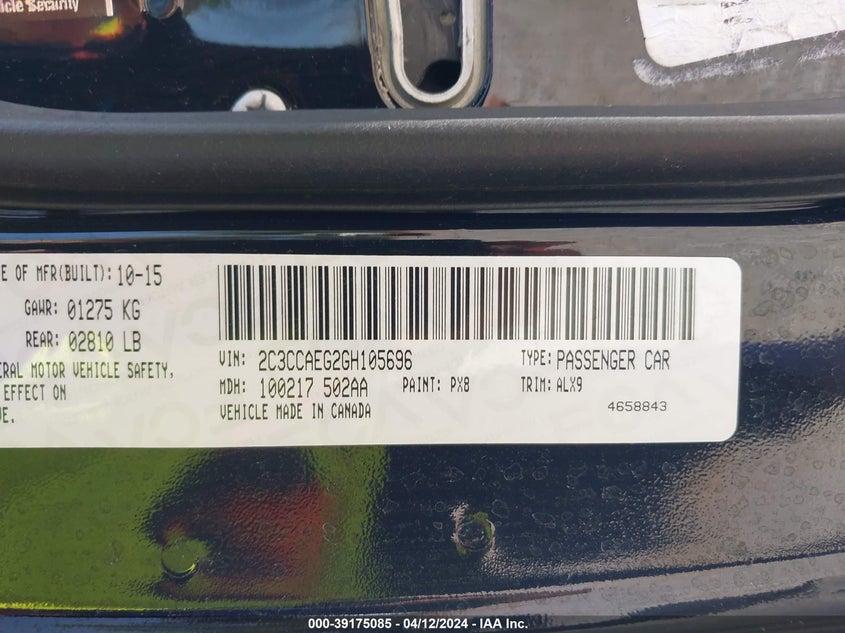 icle Security
E OF MFR(BUILT): 10-15
GAWR: 01275 KG
REAR: 02810 LB
ERAL MOTOR VEHICLE SAFETY,
EFFECT ON
VE.
VIN: 2C3CCAEG2GH105696 TYPE: PASSENGER CAR
MDH: 100217 502AA PAINT: PX8 TRIM: ALX9
VEHICLE MADE IN CANADA 4658843
000-39175085 - 04/12/2024 - IAA Inc.